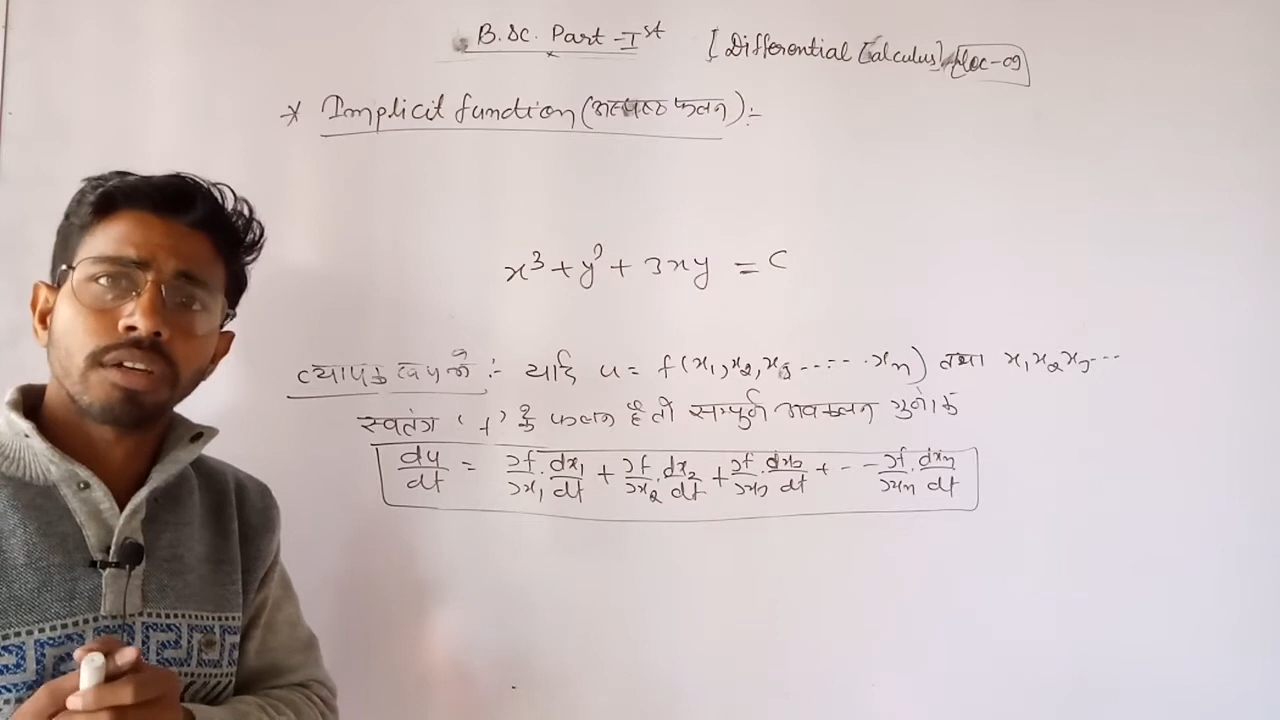 B.Sc. Part-Ist [Differential Calculus] Lec-09
* Implicit function (अस्पष्ट फलन) :-
x³ + y³ + 3xy = c
व्यापक रूप में :- यदि u = f(x₁, x₂, x₃ ...... xₙ) तथा x₁ x₂ x₃ ...
स्वतंत्र 't' के फलन है तो सम्पूर्ण अवकलन गुणांक
du/dt = ∂f/∂x₁ · dx₁/dt + ∂f/∂x₂ · dx₂/dt + ∂f/∂x₃ · dx₃/dt + - - ∂f/∂xₙ · dxₙ/dt